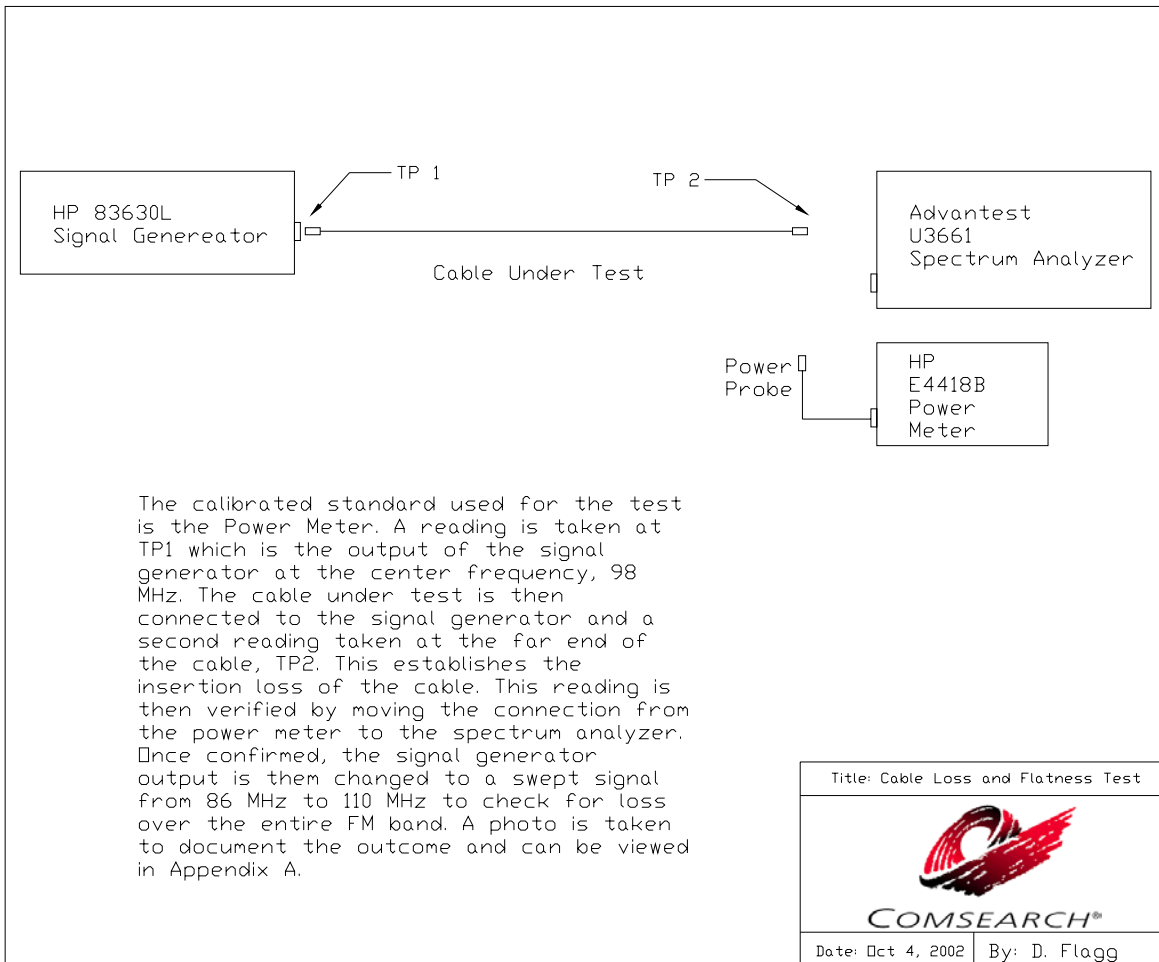 TP 1
TP 2
HP 83630L
Signal Genereator
Advantest
U3661
Spectrum Analyzer
Cable Under Test
Power
Probe
HP
E4418B
Power
Meter
The calibrated standard used for the test
is the Power Meter. A reading is taken at
TP1 which is the output of the signal
generator at the center frequency, 98
MHz. The cable under test is then
connected to the signal generator and a
second reading taken at the far end of
the cable, TP2. This establishes the
insertion loss of the cable. This reading is
then verified by moving the connection from
the power meter to the spectrum analyzer.
Once confirmed, the signal generator
output is them changed to a swept signal
from 86 MHz to 110 MHz to check for loss
over the entire FM band. A photo is taken
to document the outcome and can be viewed
in Appendix A.
Title: Cable Loss and Flatness Test
COMSEARCH®
Date: Oct 4, 2002
By: D. Flagg